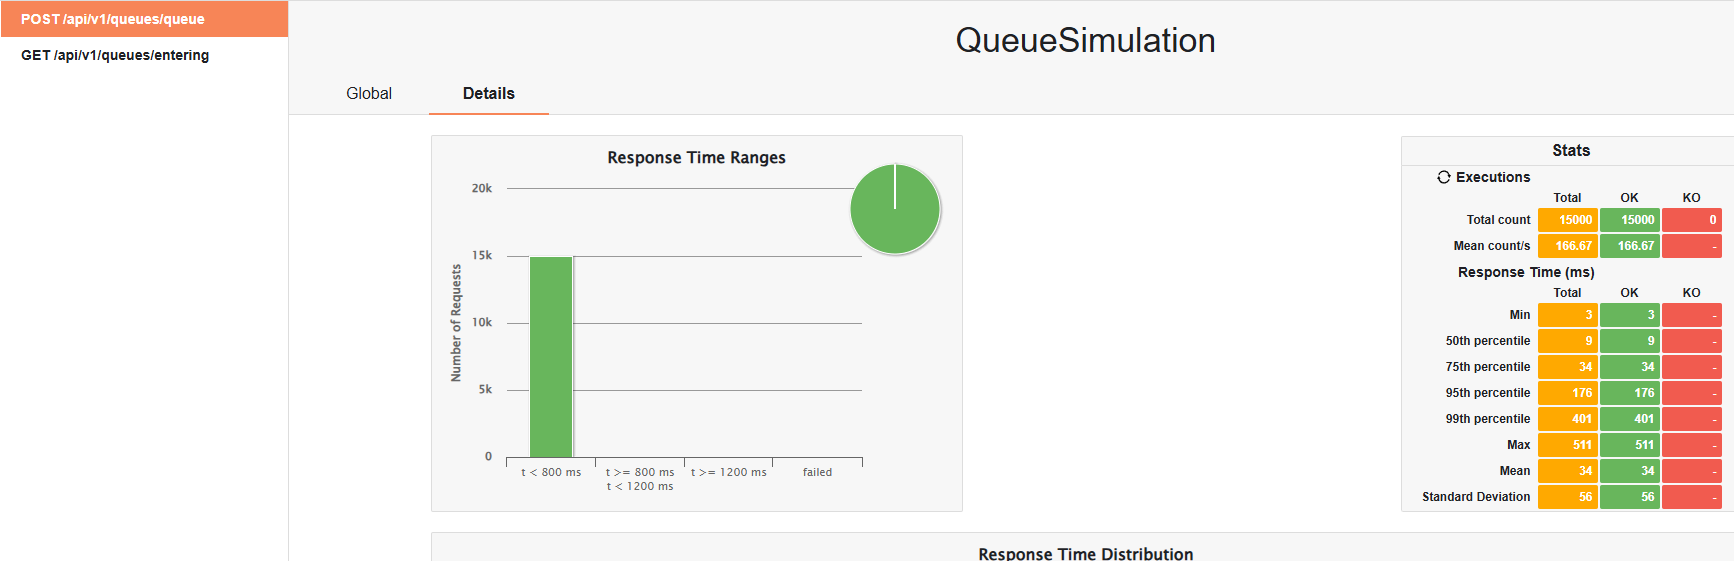 POST /api/v1/queues/queue
GET /api/v1/queues/entering
QueueSimulation
Global Details
Response Time Ranges
Number of Requests
20k
15k
10k
5k
0
t < 800 ms
t >= 800 ms
t < 1200 ms
t >= 1200 ms
failed
Stats
Executions
Total OK KO
Total count 15000 15000 0
Mean count/s 166.67 166.67 -
Response Time (ms)
Total OK KO
Min 3 3 -
50th percentile 9 9 -
75th percentile 34 34 -
95th percentile 176 176 -
99th percentile 401 401 -
Max 511 511 -
Mean 34 34 -
Standard Deviation 56 56 -
Response Time Distribution